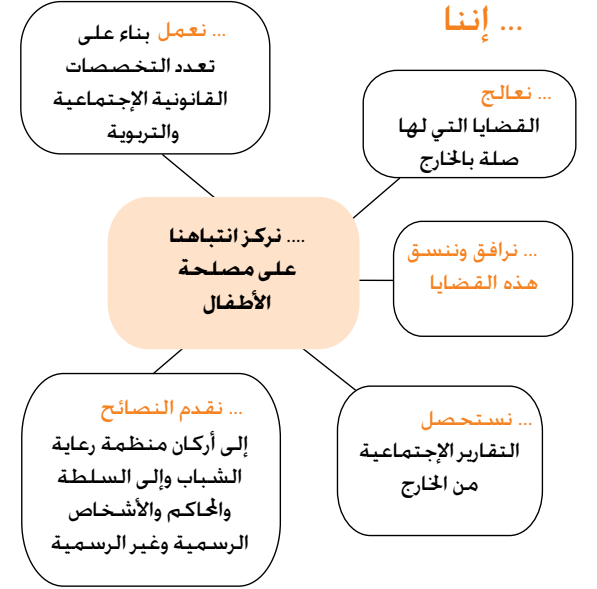 ... إننا
... نعمل بناء على
تعدد التخصصات
القانونية الإجتماعية
والتربوية
... نعالج
القضايا التي لها
صلة بالخارج
.... نركز انتباهنا
على مصلحة
الأطفال
... نرافق وننسق
هذه القضايا
... نقدم النصائح
إلى أركان منظمة رعاية
الشباب وإلى السلطة
والمحاكم والأشخاص
الرسمية وغير الرسمية
... نستحصل
التقارير الإجتماعية
من الخارج